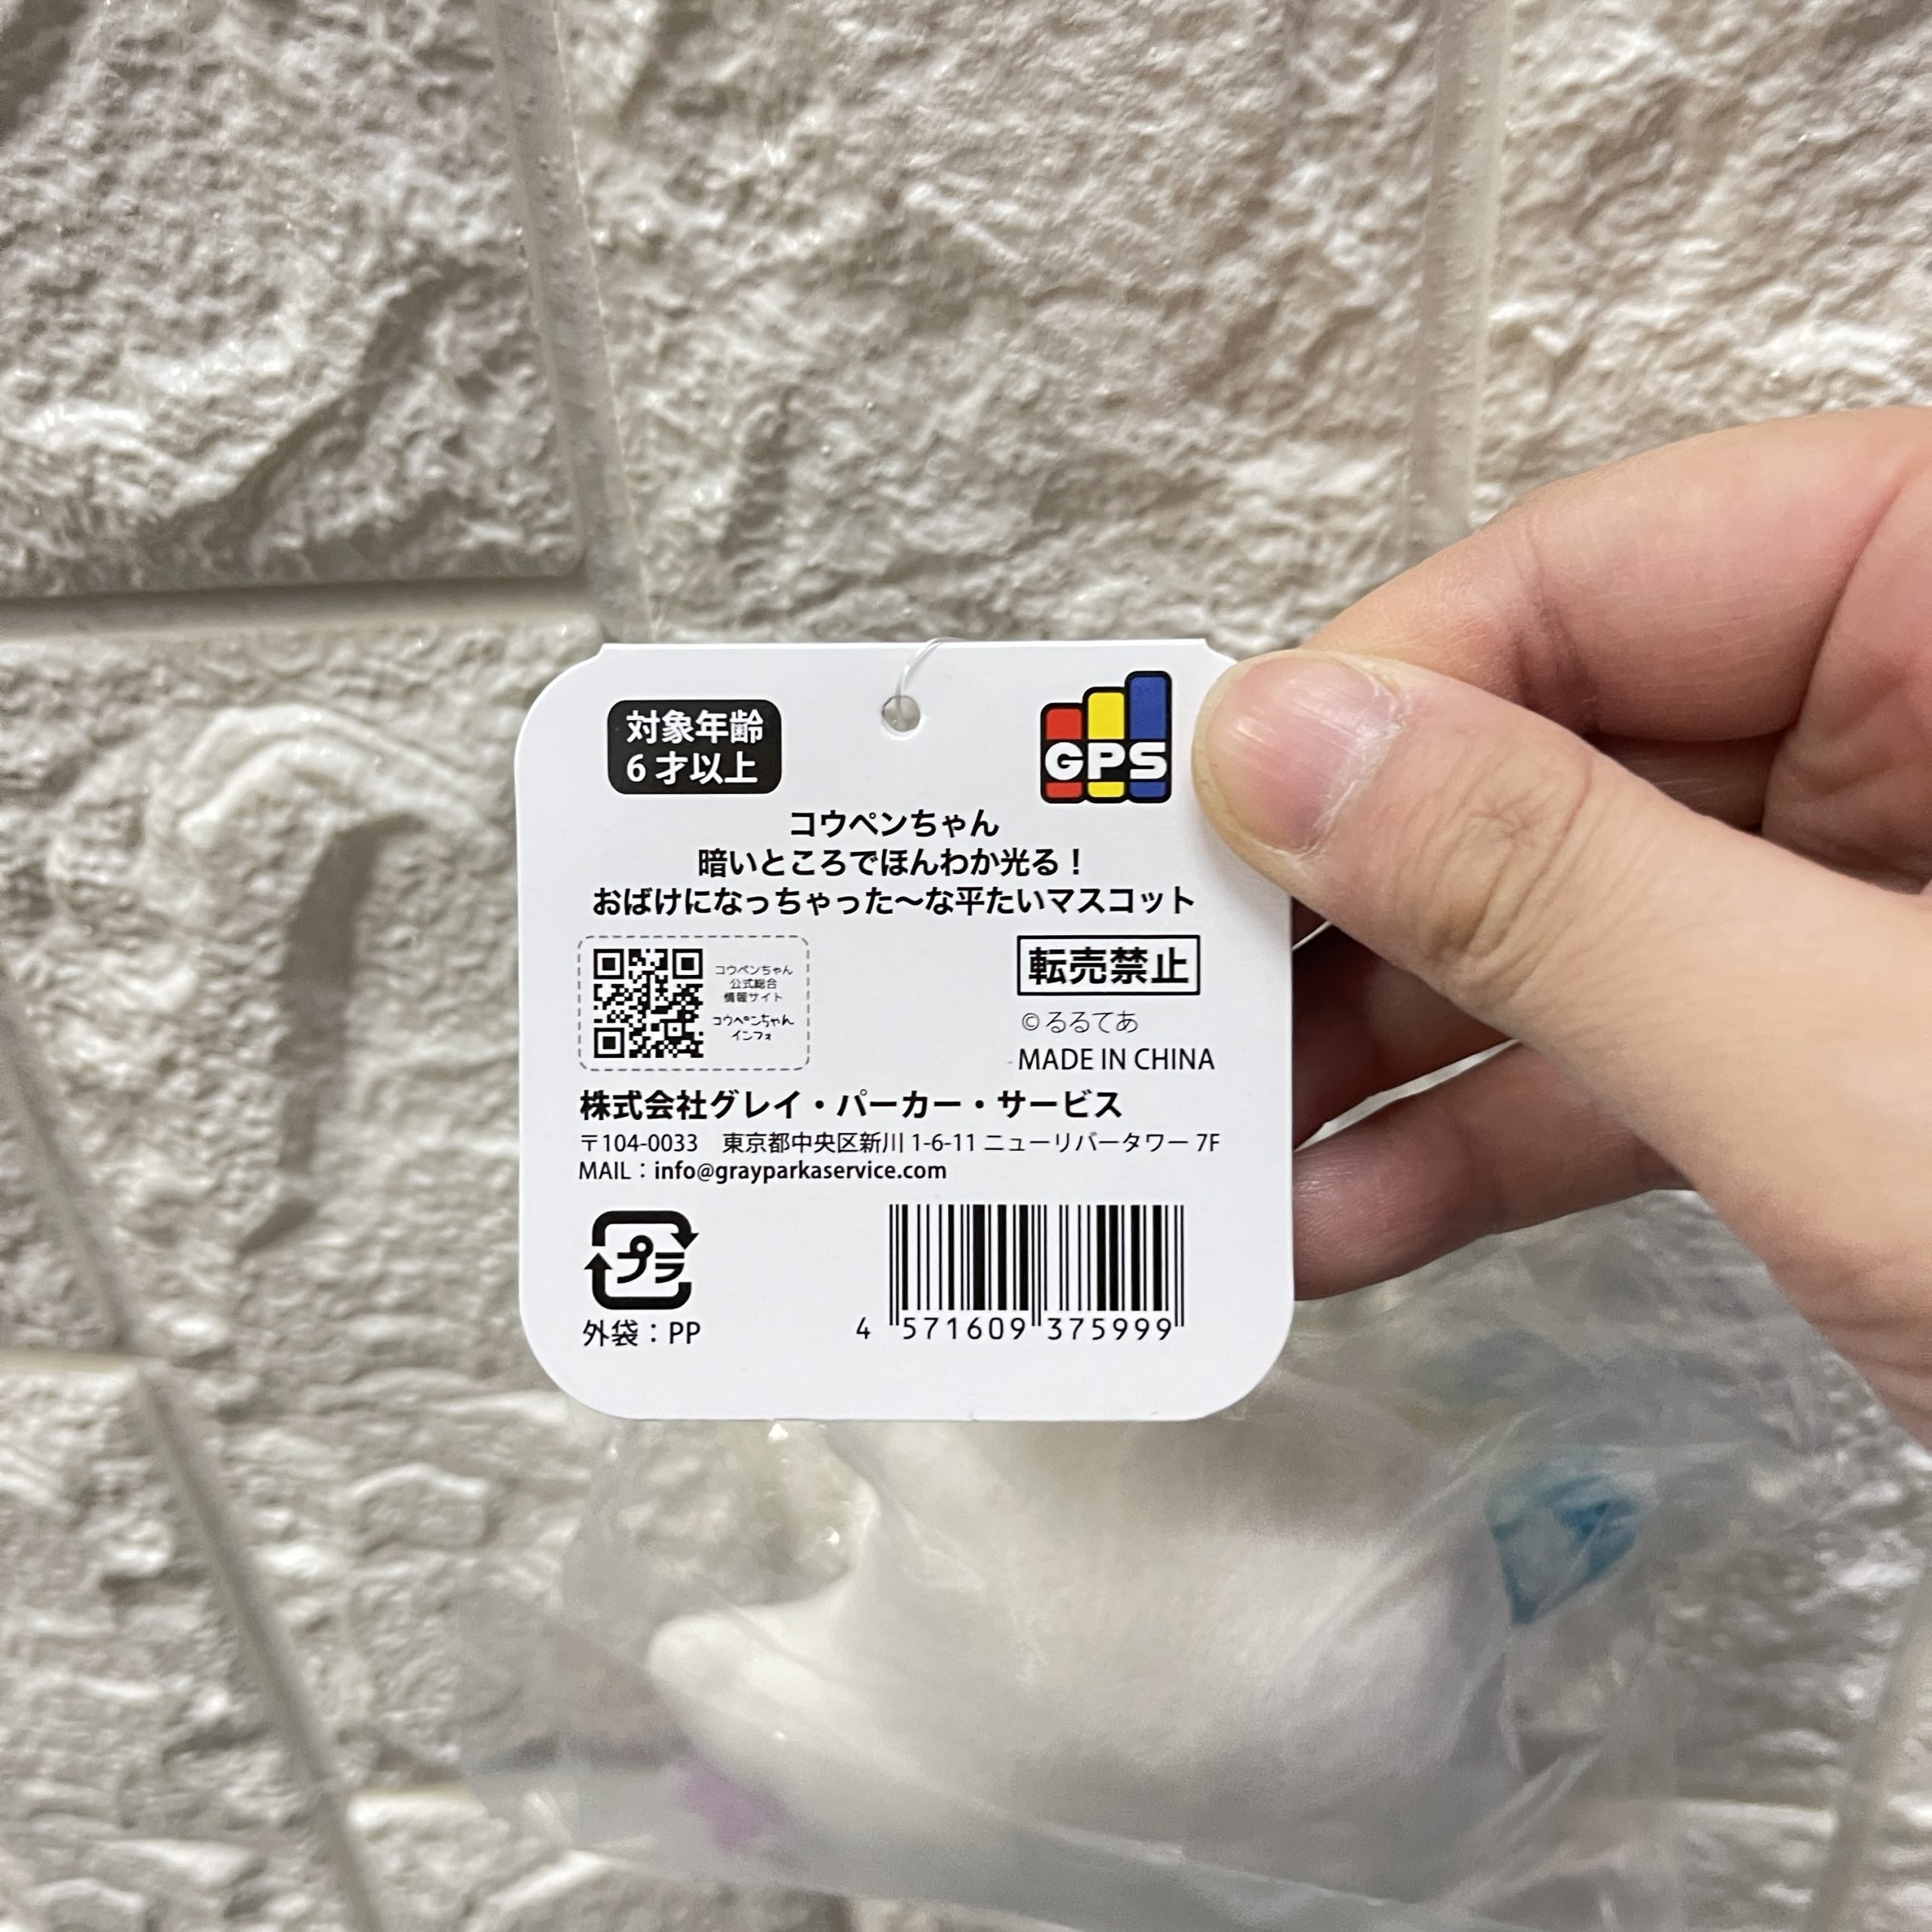 対象年齢
6才以上
GPS
コウペンちゃん
暗いところでほんわか光る！
おばけになっちゃった〜な平たいマスコット
コウペンちゃん
公式総合
情報サイト
コウペンちゃん
インフォ
転売禁止
©るるてあ
MADE IN CHINA
株式会社グレイ・パーカー・サービス
〒104-0033　東京都中央区新川 1-6-11 ニューリバータワー 7F
MAIL：info@grayparkaservice.com
プラ
外袋：PP
4 571609 375999